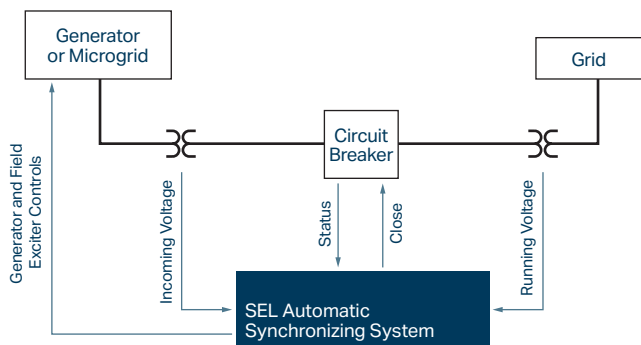 Generator
or Microgrid
Grid
Circuit
Breaker
Generator and Field
Exciter Controls
Incoming Voltage
Status
Close
Running Voltage
SEL Automatic
Synchronizing System